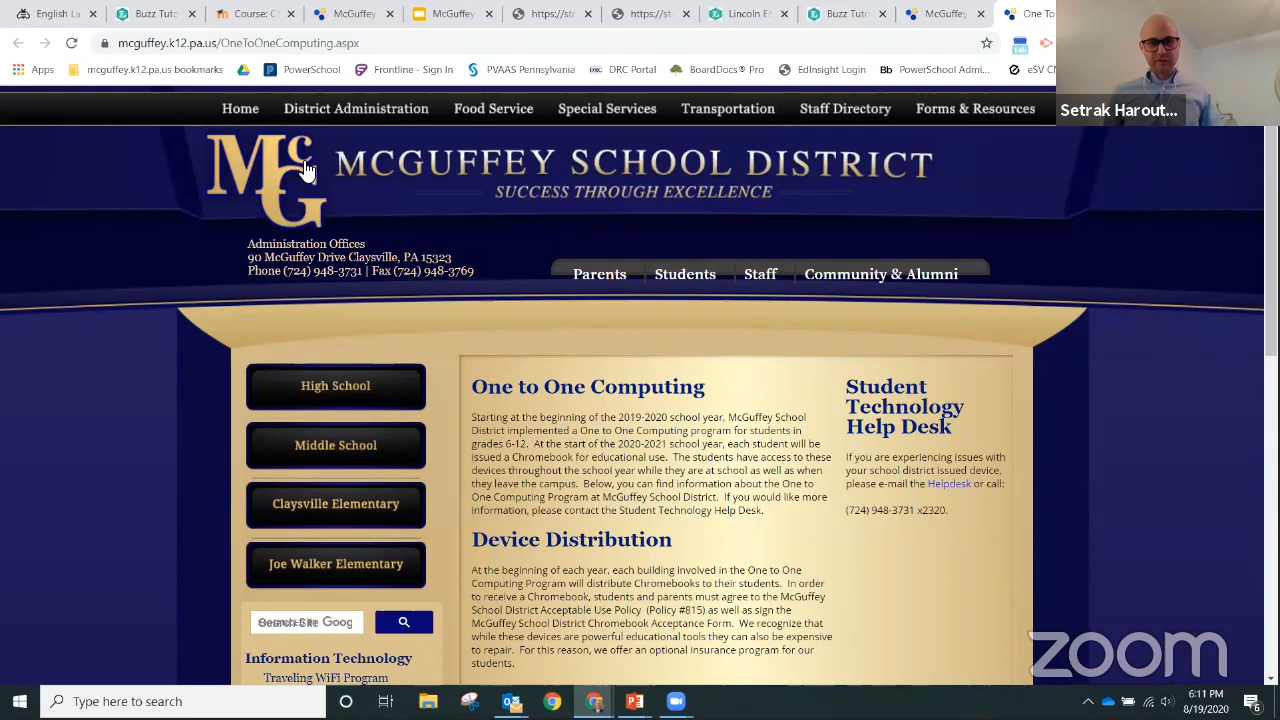 English La
https://s
https://s
Lincoln E
Buzz Tuto
McGuffey
One To
mcguffey.k12.pa.us/OneToOneComputing.aspx
14h
Apps
mcguffey.k12.pa.us bookmarks
PowerSchool
Frontline - Sign In
PVAAS Pennsylvania
DRC Portal
BoardDocs® Pro
EdInsight Login
Bb PowerSchool Admi...
eSV CN
Setrak Harout...
Home
District Administration
Food Service
Special Services
Transportation
Staff Directory
Forms & Resources
McG
MCGUFFEY SCHOOL DISTRICT
SUCCESS THROUGH EXCELLENCE
Administration Offices
90 McGuffey Drive Claysville, PA 15323
Phone (724) 948-3731 | Fax (724) 948-3769
Parents
Students
Staff
Community & Alumni
High School
Middle School
Claysville Elementary
Joe Walker Elementary
Search Site
Information Technology
Traveling WiFi Program
One to One Computing
Starting at the beginning of the 2019-2020 school year, McGuffey School
District implemented a One to One Computing program for students in
grades 6-12. At the start of the 2020-2021 school year, each student will be
issued a Chromebook for educational use. The students have access to these
devices throughout the school year while they are at school as well as when
they leave the campus. Below, you can find information about the One to
One Computing Program at McGuffey School District. If you would like more
information, please contact the Student Technology Help Desk.
Device Distribution
At the beginning of each year, each building involved in the One to One
Computing Program will distribute Chromebooks to their students. In order
to receive a Chromebook, students and parents must agree to the McGuffey
School District Acceptable Use Policy (Policy #815) as well as sign the
McGuffey School District Chromebook Acceptance Form. We recognize that
while these devices are powerful educational tools they can also be expensive
to repair. For this reason, we offer an optional insurance program for our
students.
Student
Technology
Help Desk
If you are experiencing issues with
your school district issued device,
please e-mail the Helpdesk or call:
(724) 948-3731 x2320.
zoom
Type here to search
6:11 PM
8/19/2020
6